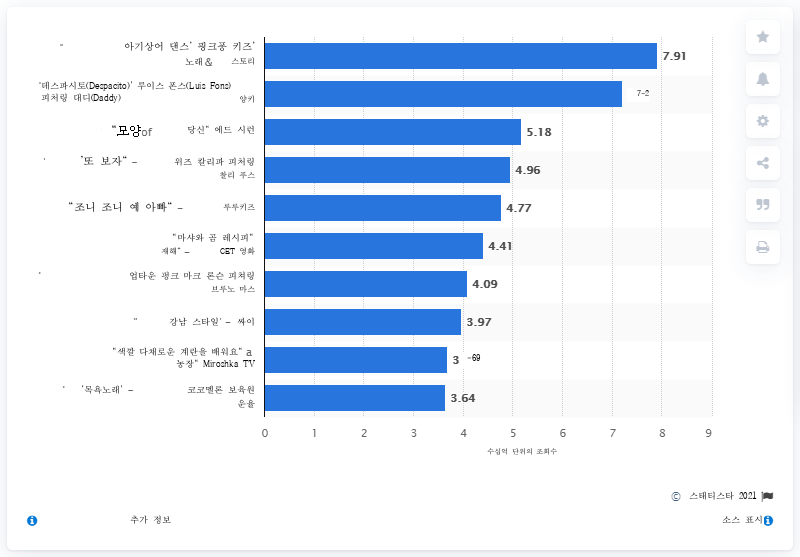 “ 아기상어 댄스’ 핑크퐁 키즈’
노래& 스토리
7.91
‘데스파시토(Despacito)’ 루이스 폰스(Luis Fons)
피처링 대디(Daddy) 양키
7-2
“모양of 당신” 에드 시런
5.18
‘ ’또 보자“ – 위즈 칼리파 피처링
찰리 푸스
4.96
“조니 조니 예 아빠“ – 루루키즈
4.77
“마샤와 곰 레시피“
재해“ – GET 영화
4.41
’ 업타운 펑크 마크 론슨 피쳐링
브루노 마스
4.09
“ 강남 스타일’ – 싸이
3.97
“색깔 다채로운 계란을 배워요” a
농장“ Miroshka TV
3 -69
‘ ’목욕노래’ – 코코멜론 보육원
운율
3.64
0 1 2 3 4 5 6 7 8 9
수십억 단위의 조회수
© 스태티스타 2021
추가 정보 소스 표시